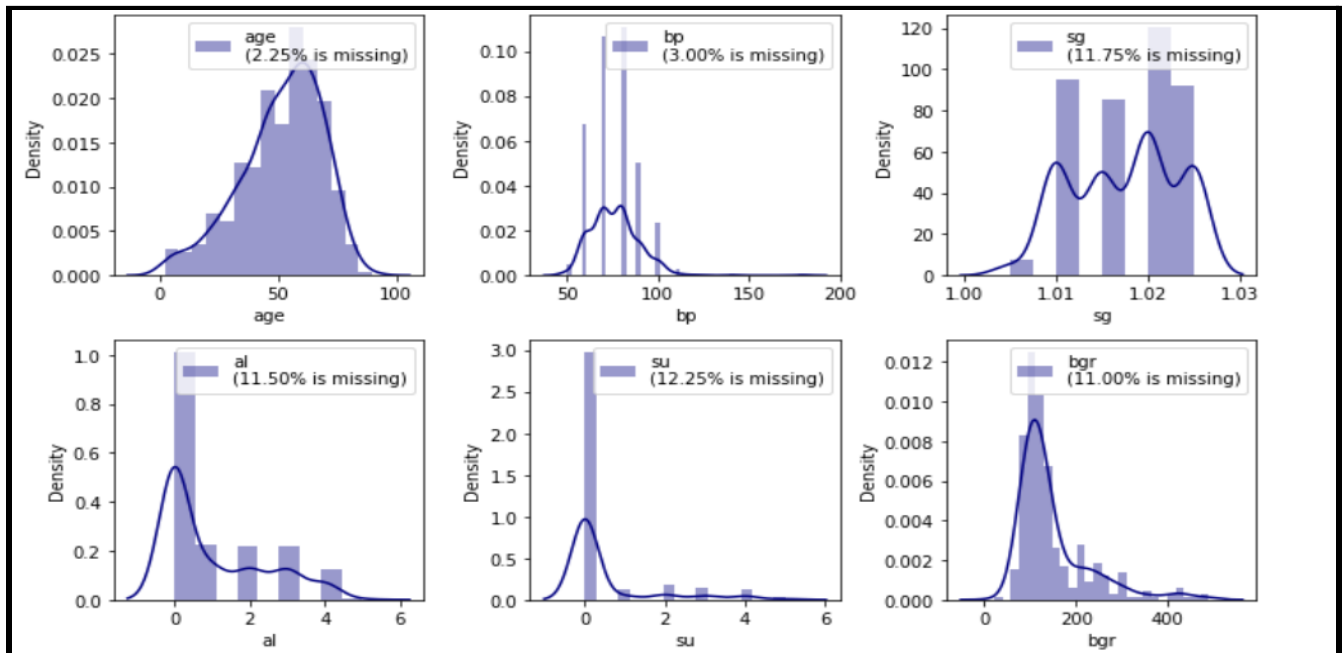 age
(2.25% is missing)
0.025
0.020
0.015
0.010
0.005
0.000
Density
0
50
100
age
bp
(3.00% is missing)
0.10
0.08
0.06
0.04
0.02
0.00
Density
50
100
150
200
bp
sg
(11.75% is missing)
120
100
80
60
40
20
0
Density
1.00
1.01
1.02
1.03
sg
al
(11.50% is missing)
1.0
0.8
0.6
0.4
0.2
0.0
Density
0
2
4
6
al
su
(12.25% is missing)
3.0
2.5
2.0
1.5
1.0
0.5
0.0
Density
0
2
4
6
su
bgr
(11.00% is missing)
0.012
0.010
0.008
0.006
0.004
0.002
0.000
Density
0
200
400
bgr